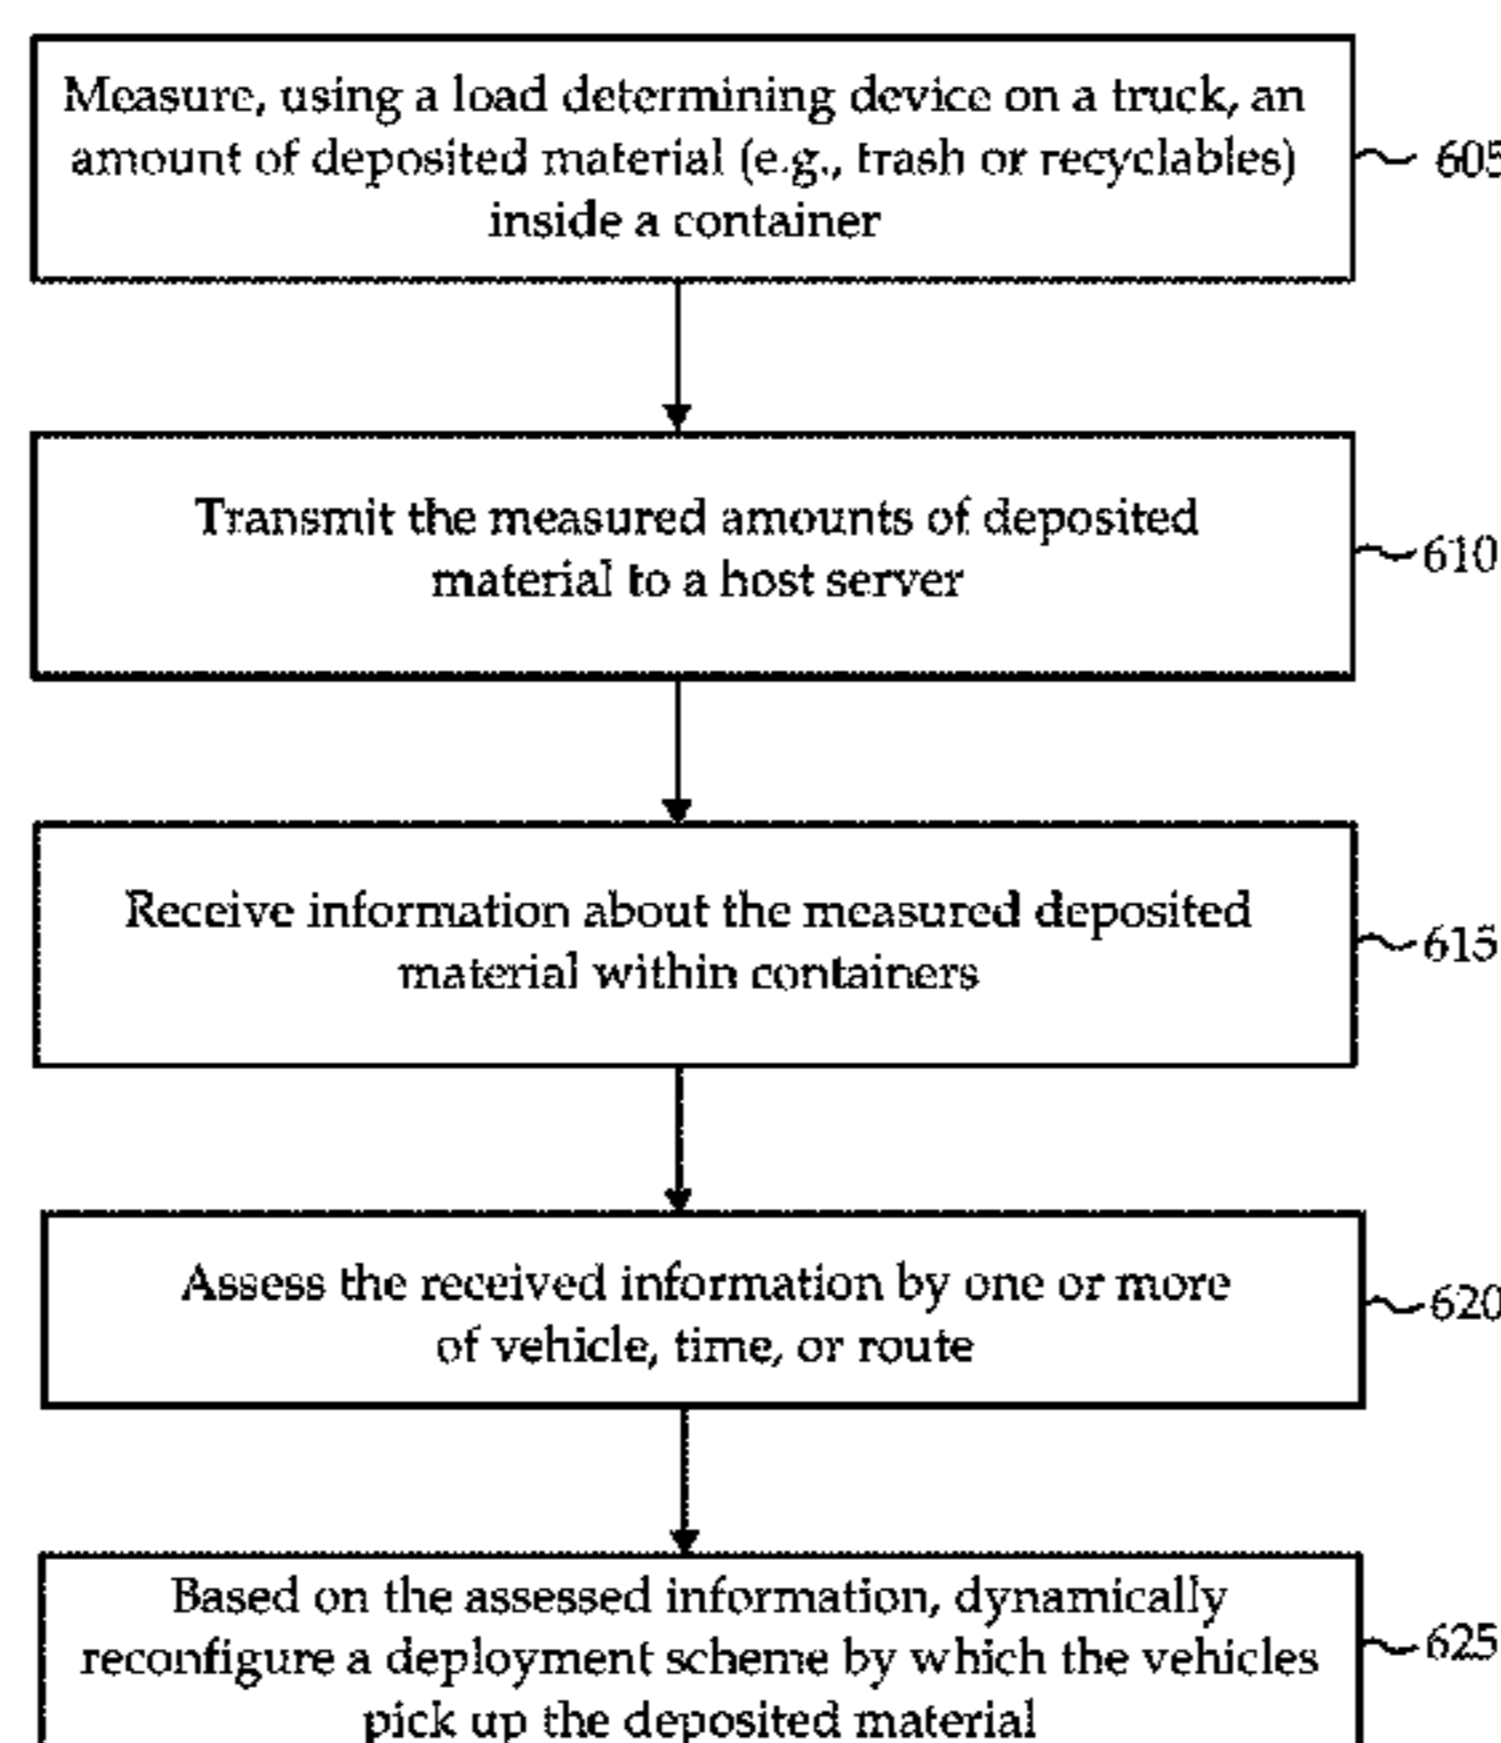 Measure, using a load determining device on a truck, an
amount of deposited material (e.g., trash or recyclables)
inside a container
605
Transmit the measured amounts of deposited
material to a host server
610
Receive information about the measured deposited
material within containers
615
Assess the received information by one or more
of vehicle, time, or route
620
Based on the assessed information, dynamically
reconfigure a deployment scheme by which the vehicles
pick up the deposited material
625